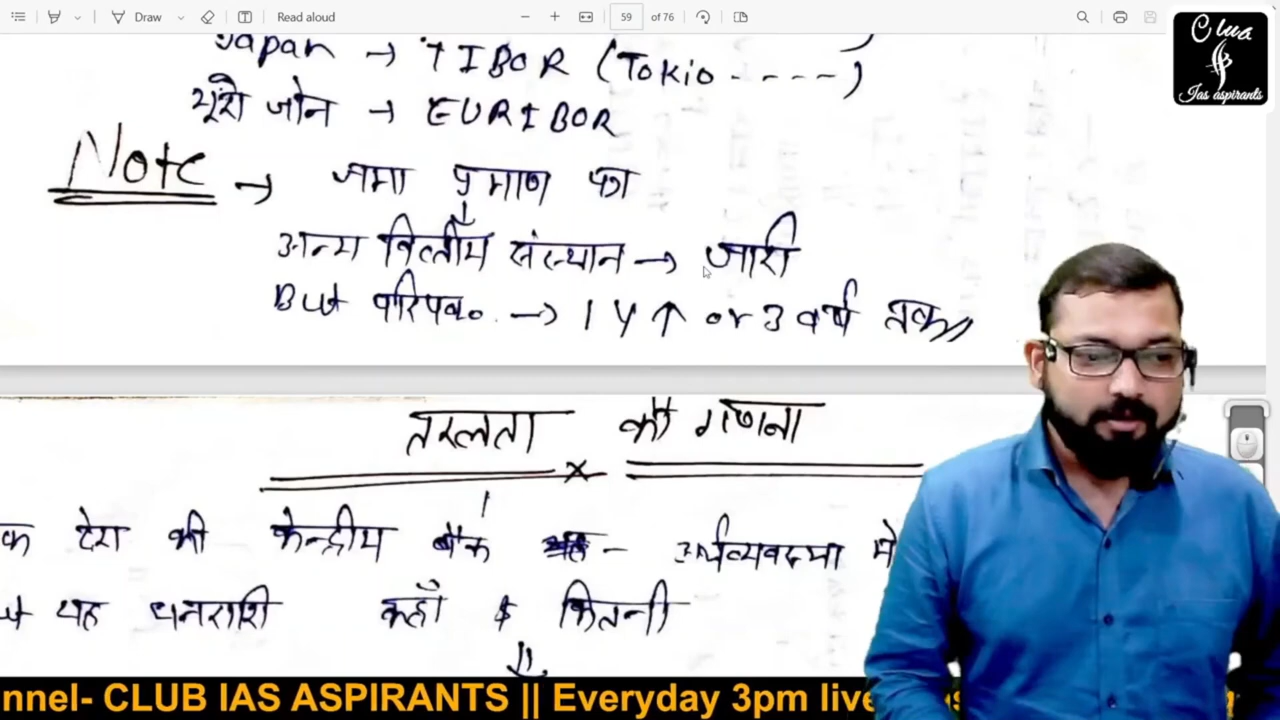 Draw
Read aloud
59 of 76
Clua
Ias aspirants
Japan → TIBOR (Tokio ----)
यूरो जोन → EURIBOR
Note → जमा प्रमाण का
अन्य वित्तीय संस्थान → जारी
But परिपक्व. → 1 Y ↑ or 3 वर्ष तक
तरलता की गणना
क देश की केन्द्रीय बैंक - अर्थव्यवस्था मे
यह धनराशि कहाँ & कितनी
nnel- CLUB IAS ASPIRANTS || Everyday 3pm live